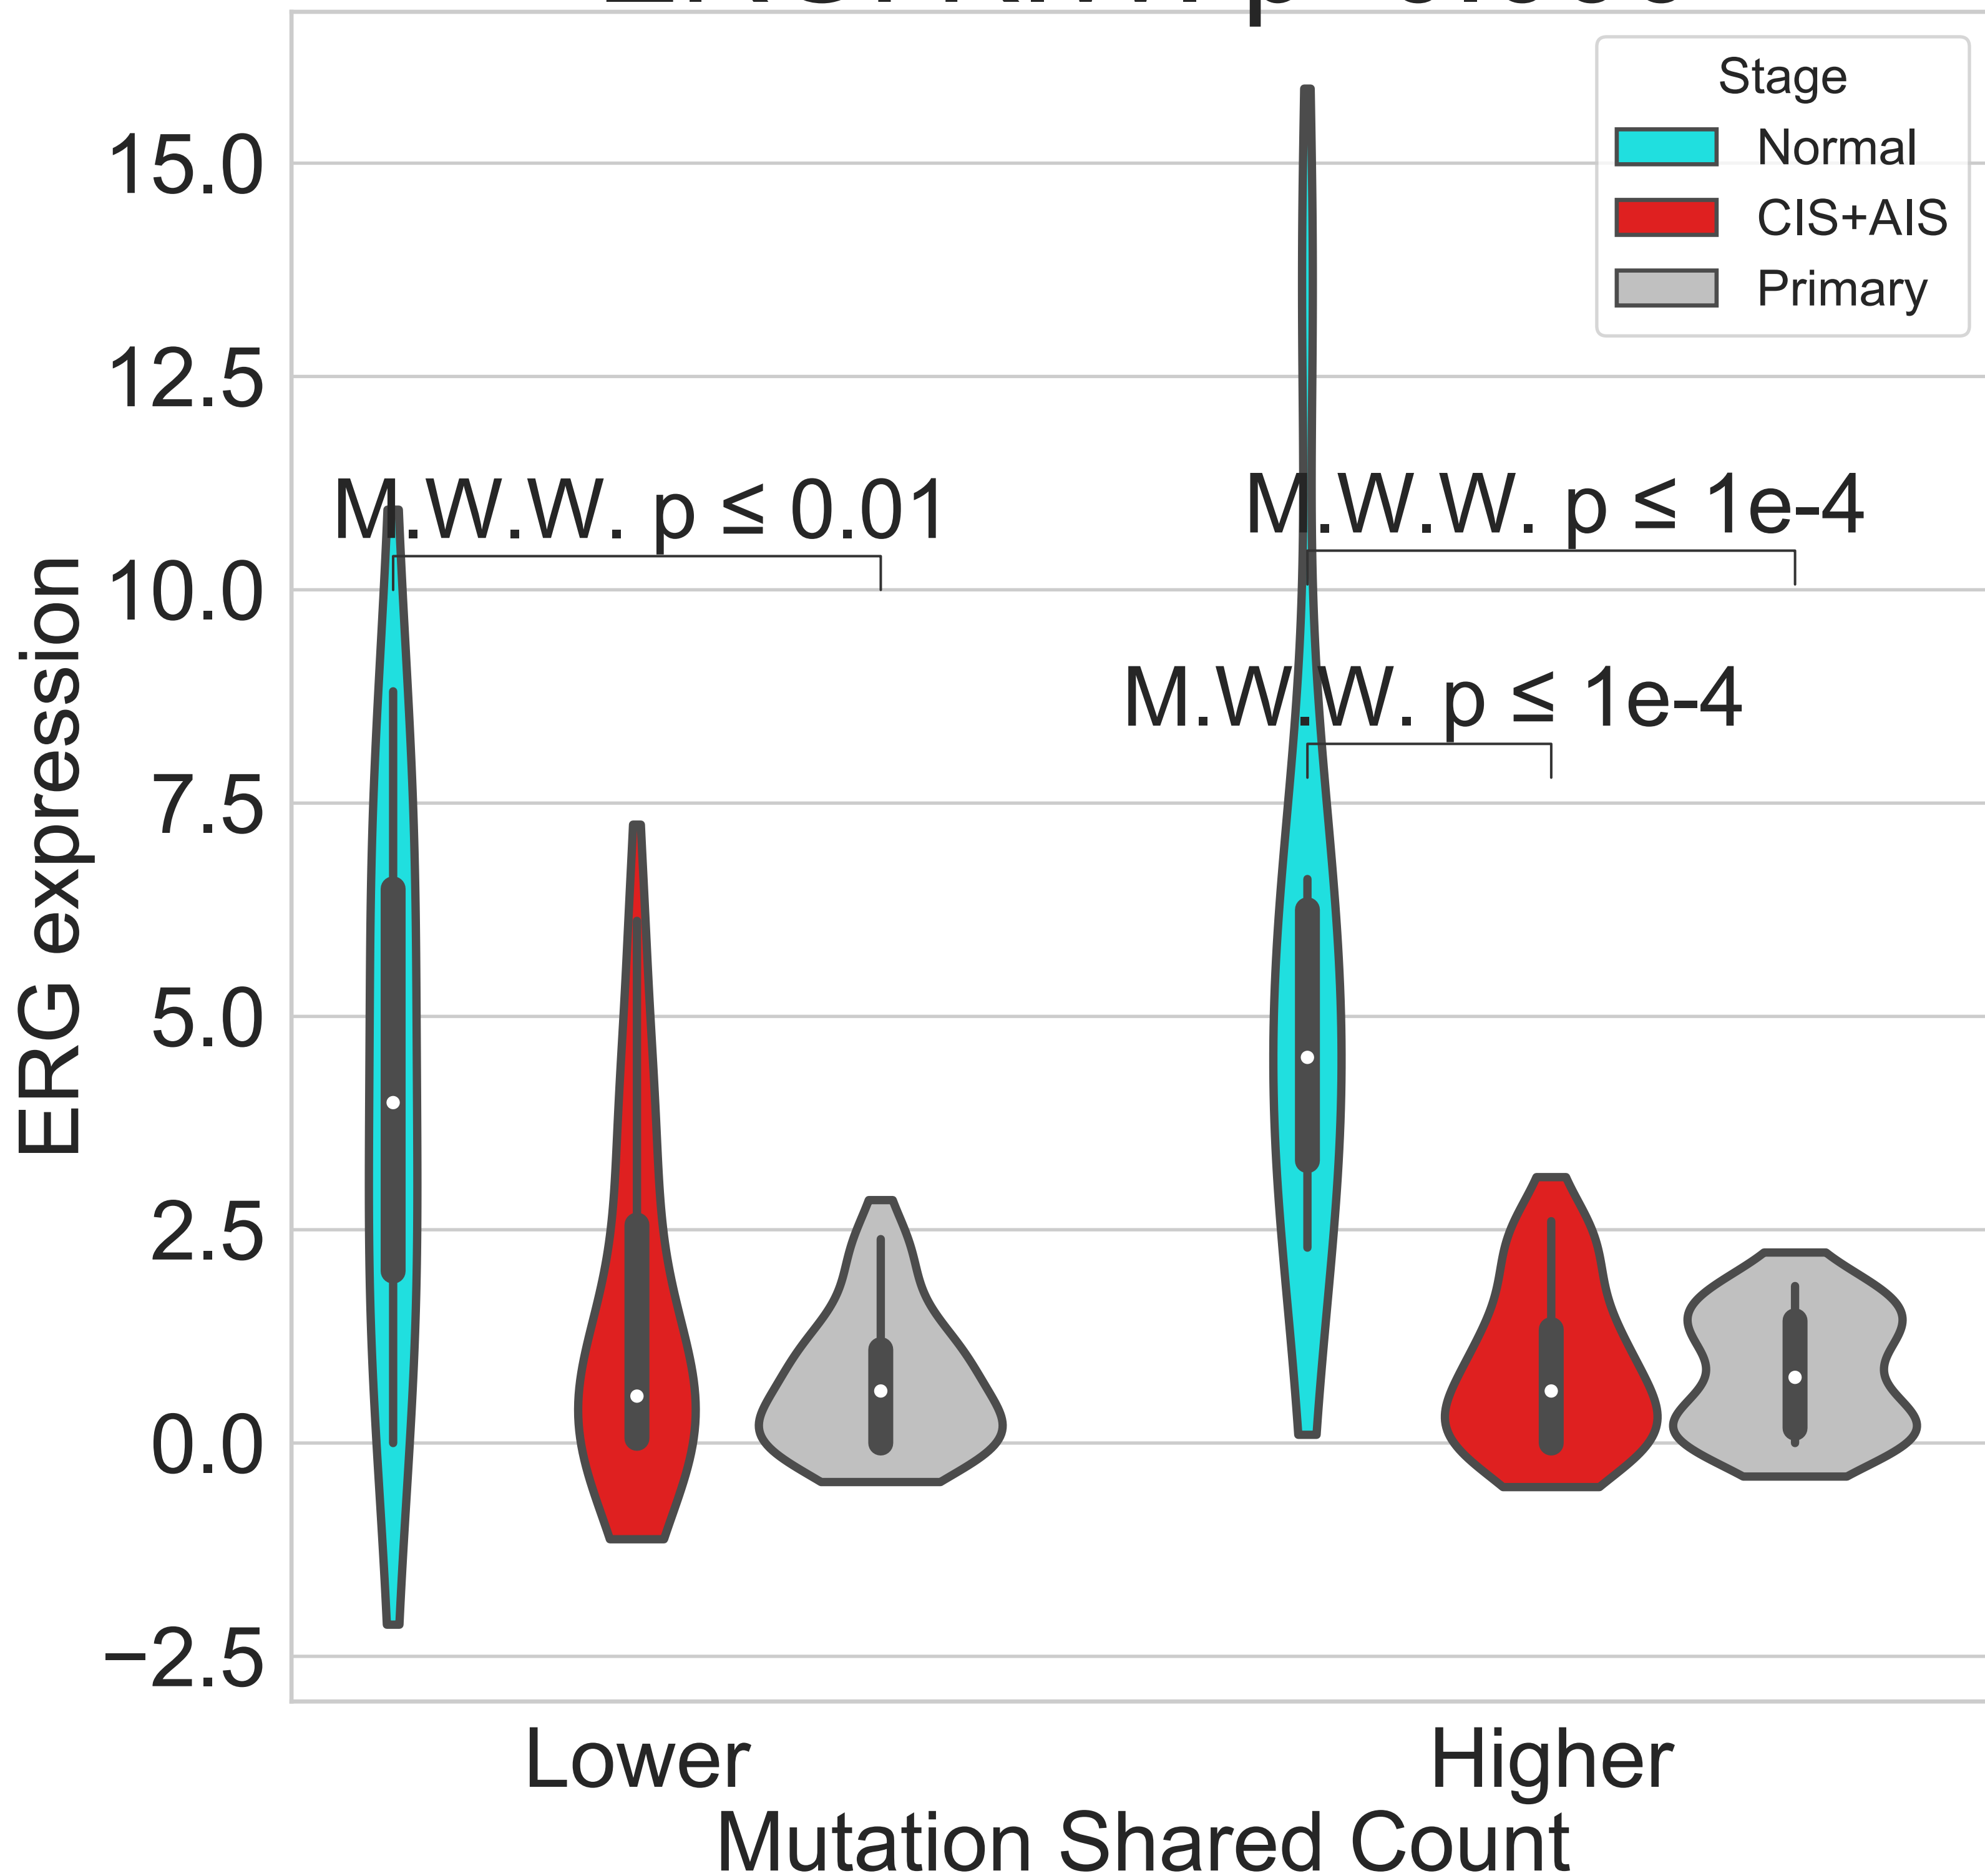 Stage
Normal
CIS+AIS
Primary
15.0
12.5
10.0
7.5
5.0
2.5
0.0
−2.5
ERG expression
M.W.W. p ≤ 0.01
M.W.W. p ≤ 1e-4
M.W.W. p ≤ 1e-4
Lower
Higher
Mutation Shared Count